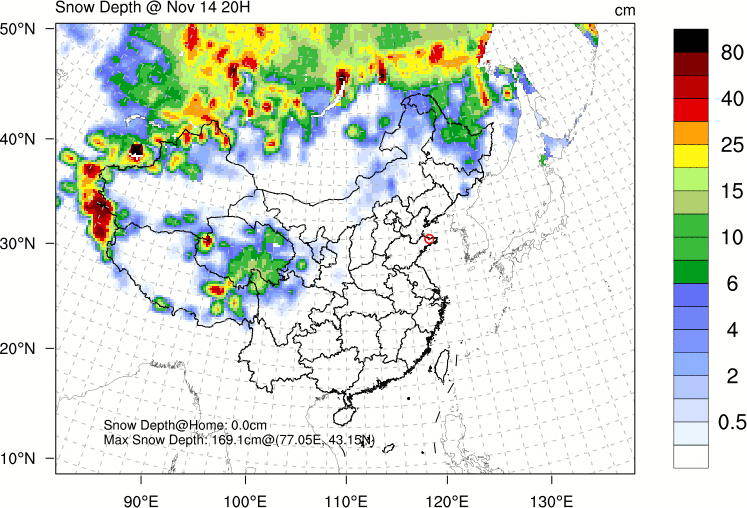 Snow Depth @ Nov 14 20H
cm
50°N
40°N
30°N
20°N
10°N
80
40
25
15
10
6
4
2
0.5
Snow Depth@Home: 0.0cm
Max Snow Depth: 169.1cm@(77.05E, 43.15N)
90°E 100°E 110°E 120°E 130°E